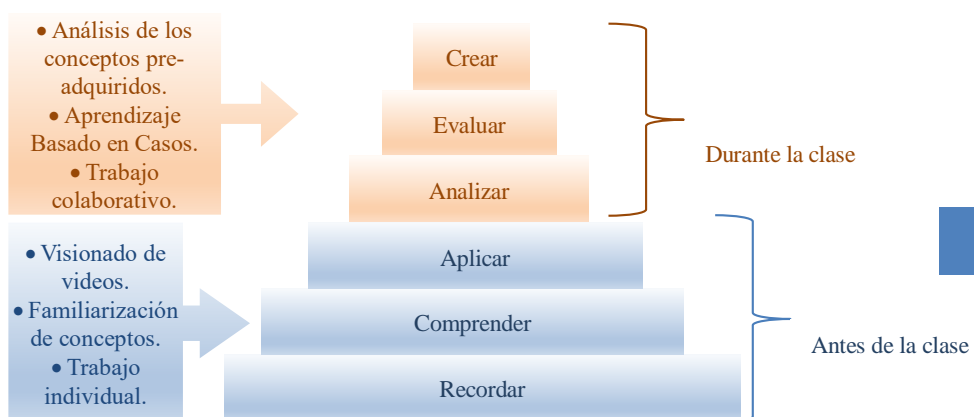 • Análisis de los
conceptos pre-
adquiridos.
• Aprendizaje
Basado en Casos.
• Trabajo
colaborativo.
Crear
Evaluar
Analizar
Durante la clase
• Visionado de
videos.
• Familiarización
de conceptos.
• Trabajo
individual.
Aplicar
Comprender
Recordar
Antes de la clase